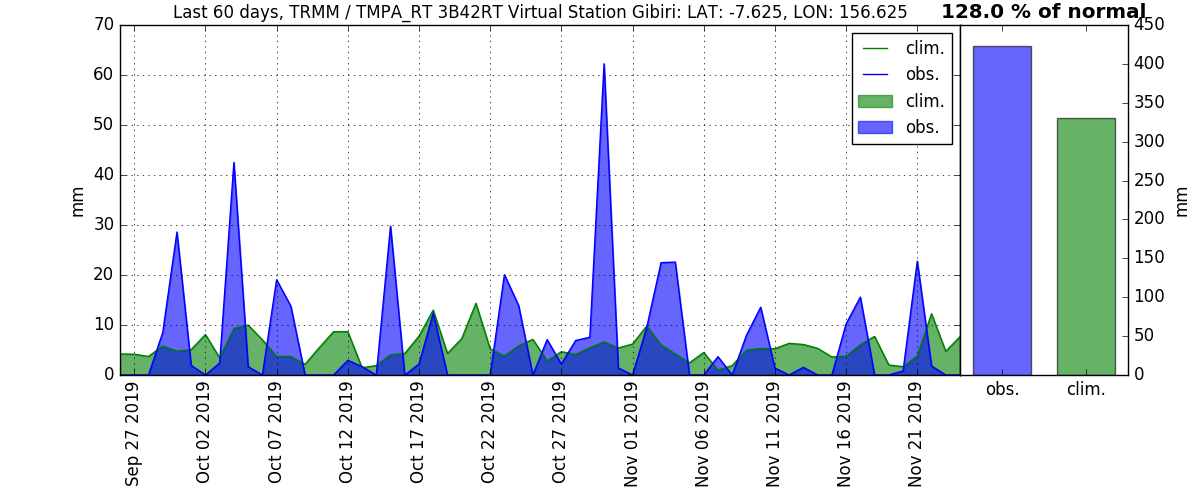 Last 60 days, TRMM / TMPA_RT 3B42RT Virtual Station Gibiri: LAT: -7.625, LON: 156.625
128.0 % of normal
70
60
50
40
30
20
10
0
mm
clim.
obs.
clim.
obs.
Sep 27 2019
Oct 02 2019
Oct 07 2019
Oct 12 2019
Oct 17 2019
Oct 22 2019
Oct 27 2019
Nov 01 2019
Nov 06 2019
Nov 11 2019
Nov 16 2019
Nov 21 2019
450
400
350
300
250
200
150
100
50
0
mm
obs.
clim.